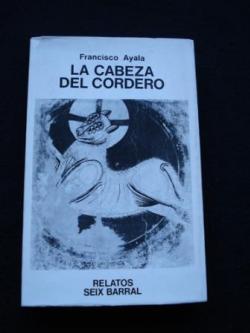 Francisco Ayala
LA CABEZA
DEL CORDERO
RELATOS
SEIX BARRAL